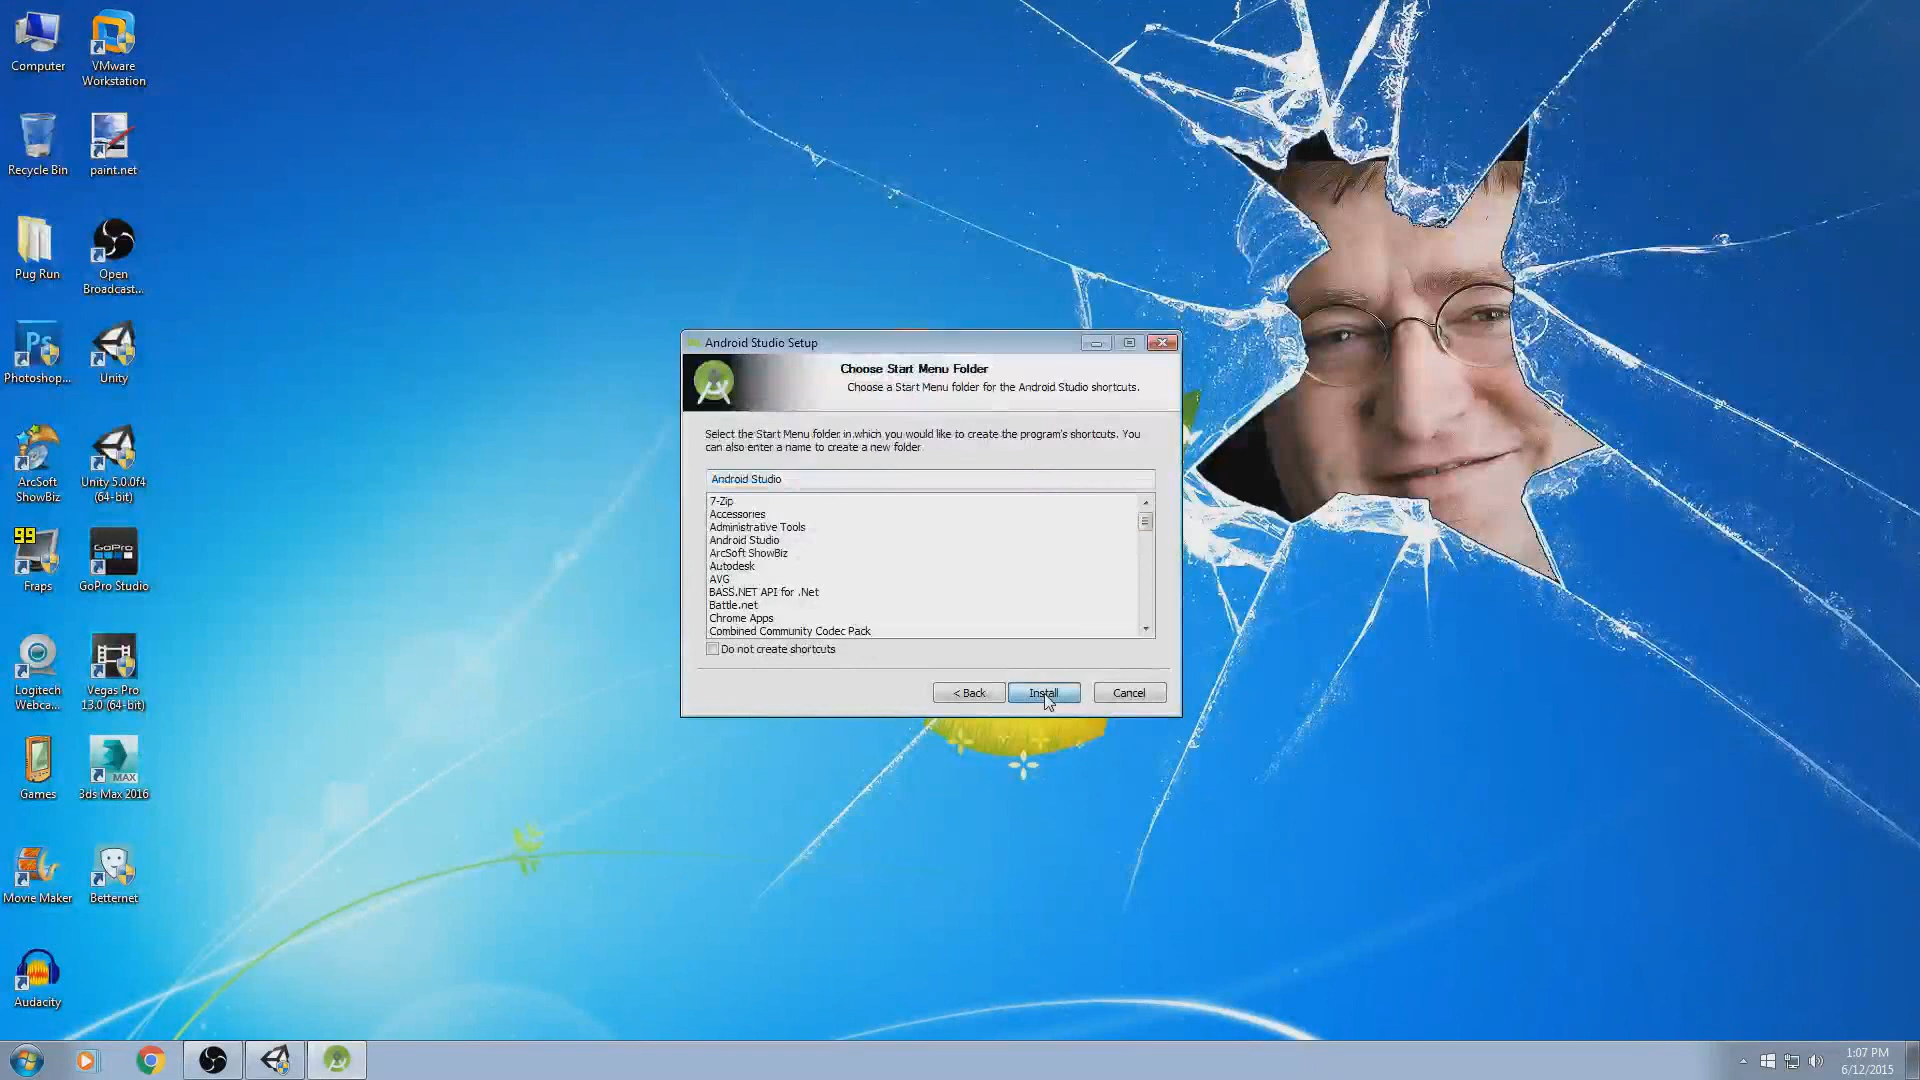 Computer
VMware
Workstation
Recycle Bin
paint.net
Pug Run
Open
Broadcast...
Ps
Photoshop...
Unity
ArcSoft
ShowBiz
Unity 5.0.0f4
(64-bit)
99
Fraps
GoPro
GoPro Studio
Logitech
Webca...
Vegas Pro
13.0 (64-bit)
Games
MAX
3ds Max 2016
Movie Maker
Betternet
Audacity
Android Studio Setup
Choose Start Menu Folder
Choose a Start Menu folder for the Android Studio shortcuts.
Select the Start Menu folder in which you would like to create the program's shortcuts. You
can also enter a name to create a new folder.
Android Studio
7-Zip
Accessories
Administrative Tools
Android Studio
ArcSoft ShowBiz
Autodesk
AVG
BASS.NET API for .Net
Battle.net
Chrome Apps
Combined Community Codec Pack
Do not create shortcuts
< Back
Install
Cancel
1:07 PM
6/12/2015